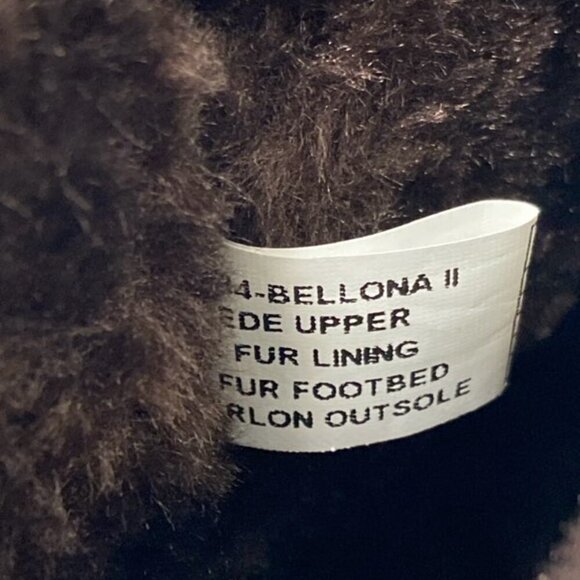 4-BELLONA II
EDE UPPER
FUR LINING
FUR FOOTBED
RLON OUTSOLE